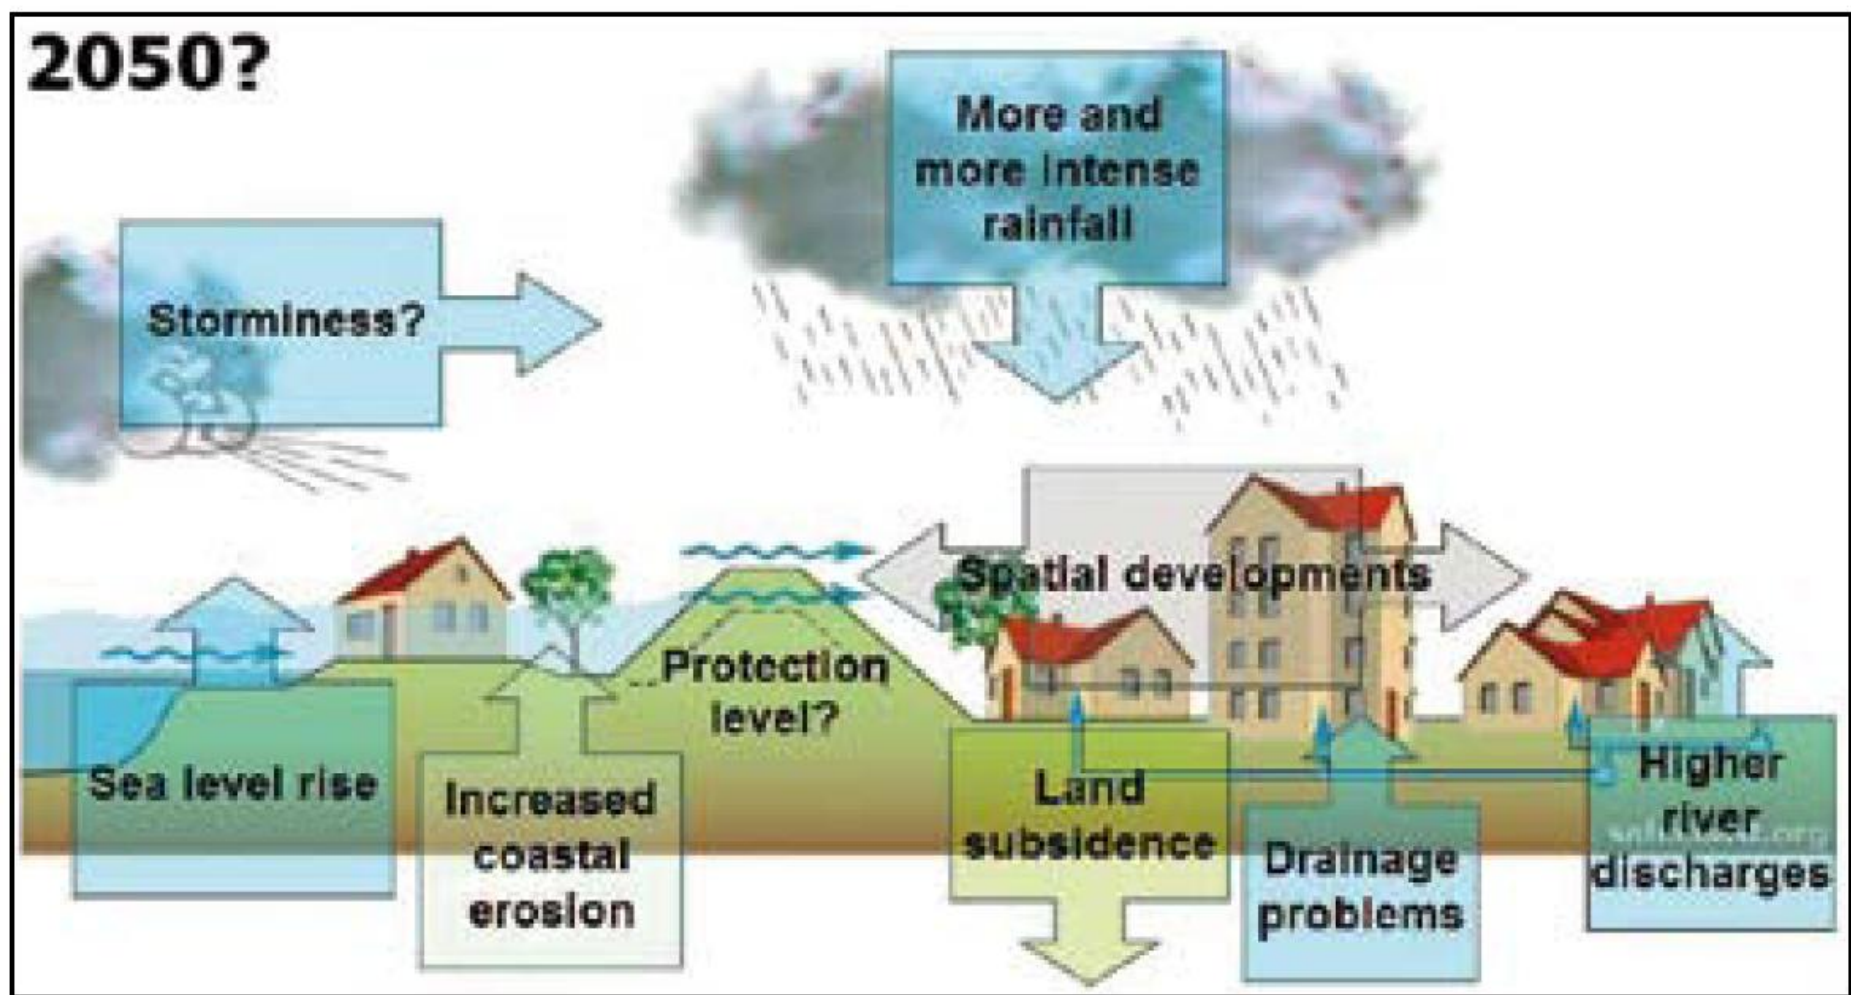 2050?
More and
more intense
rainfall
Storminess?
Spatial developments
Protection
level?
Sea level rise
Increased
coastal
erosion
Land
subsidence
Drainage
problems
Higher
river
discharges